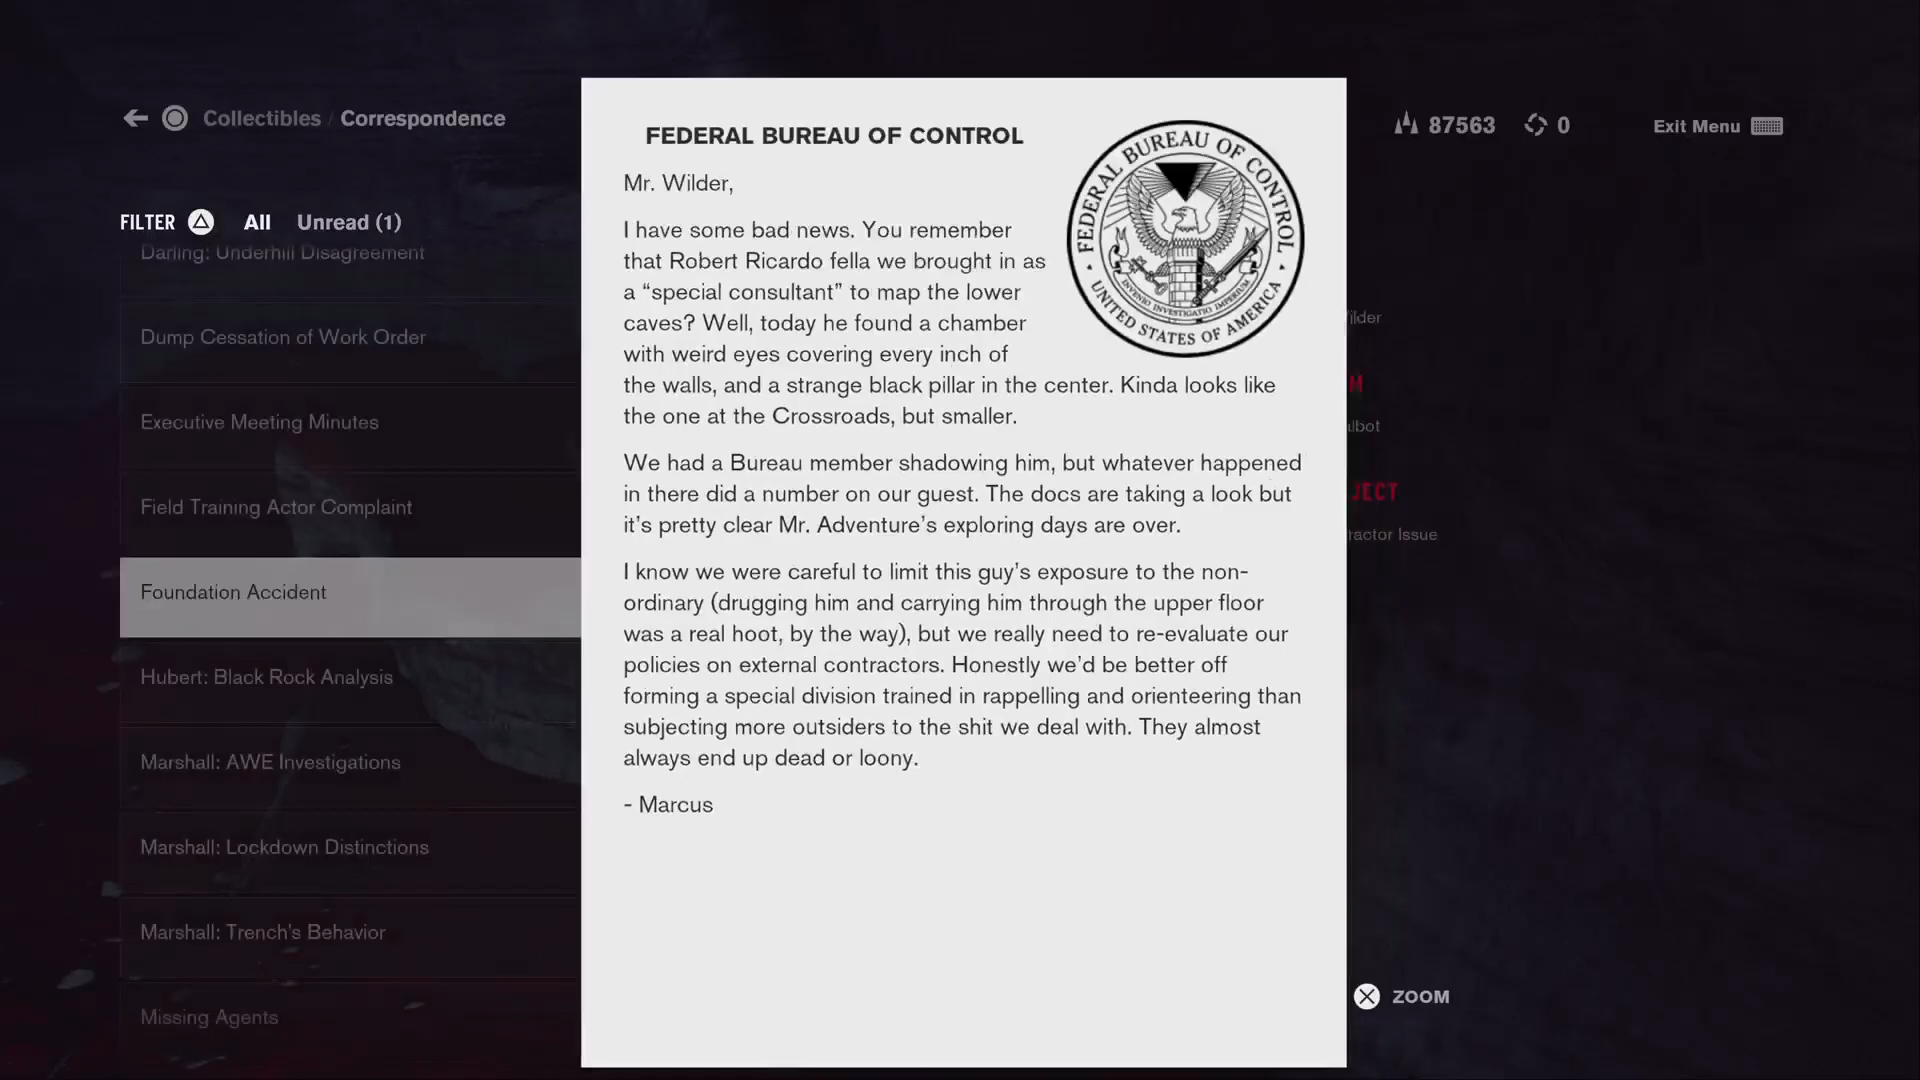 Collectibles / Correspondence
87563
0
Exit Menu
FILTER All Unread (1)
Darling: Underhill Disagreement
Dump Cessation of Work Order
Executive Meeting Minutes
Field Training Actor Complaint
Foundation Accident
Hubert: Black Rock Analysis
Marshall: AWE Investigations
Marshall: Lockdown Distinctions
Marshall: Trench's Behavior
Missing Agents
FEDERAL BUREAU OF CONTROL
Mr. Wilder,
I have some bad news. You remember
that Robert Ricardo fella we brought in as
a “special consultant” to map the lower
caves? Well, today he found a chamber
with weird eyes covering every inch of
the walls, and a strange black pillar in the center. Kinda looks like
the one at the Crossroads, but smaller.
We had a Bureau member shadowing him, but whatever happened
in there did a number on our guest. The docs are taking a look but
it’s pretty clear Mr. Adventure’s exploring days are over.
I know we were careful to limit this guy’s exposure to the non-
ordinary (drugging him and carrying him through the upper floor
was a real hoot, by the way), but we really need to re-evaluate our
policies on external contractors. Honestly we’d be better off
forming a special division trained in rappelling and orienteering than
subjecting more outsiders to the shit we deal with. They almost
always end up dead or loony.
- Marcus
FEDERAL BUREAU OF CONTROL
UNITED STATES OF AMERICA
INVENIO INVESTIGATIO IMPERIUM
ilder
M
lbot
JECT
ractor Issue
ZOOM